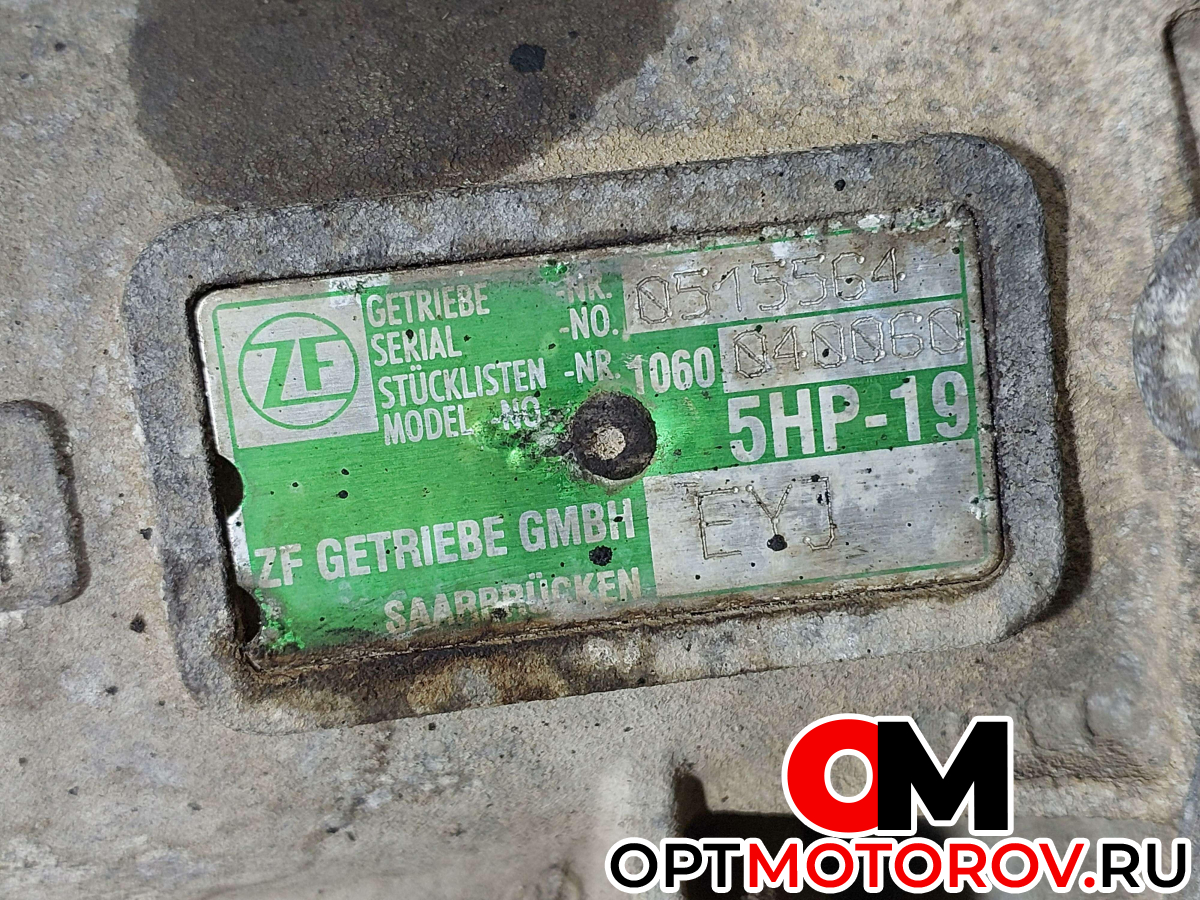 ZF
GETRIEBE -NR. 0515564
SERIAL -NO.
STÜCKLISTEN -NR. 1060 040060
MODEL -NO.
5HP-19
EYJ
ZF GETRIEBE GMBH
SAARBRÜCKEN
OM
OPTMOTOROV.RU